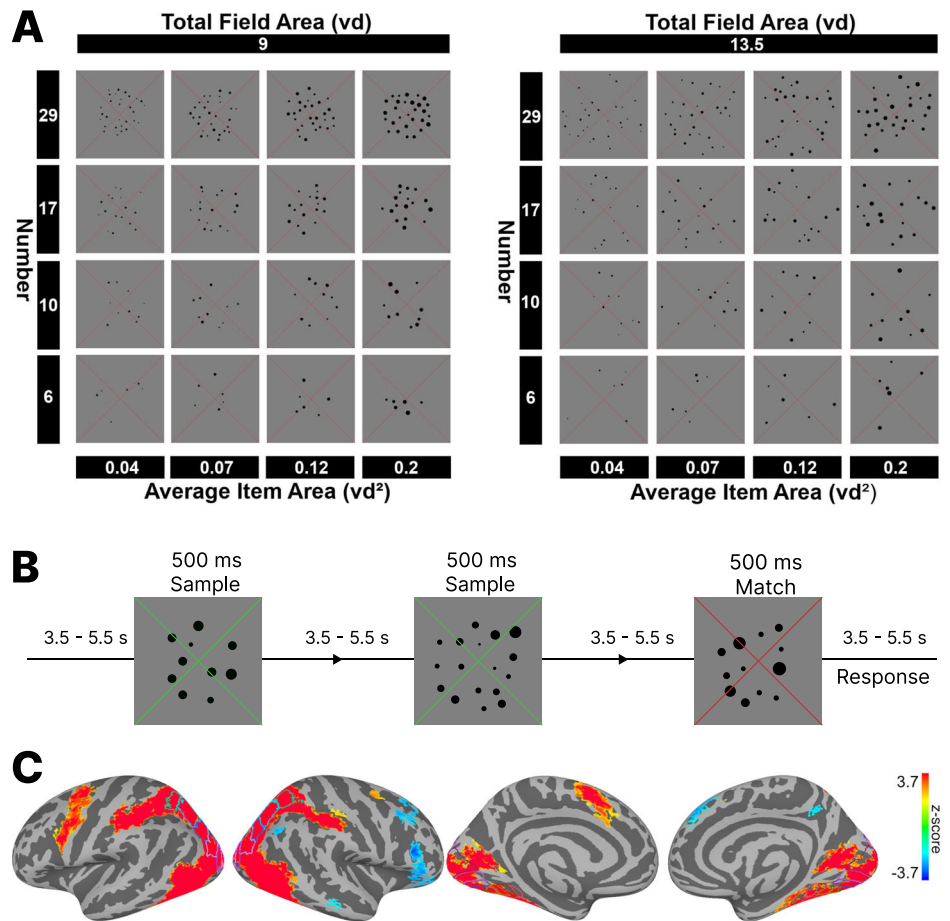 A
Total Field Area (vd)
9
Number
29
17
10
6
0.04 0.07 0.12 0.2
Average Item Area (vd²)
Total Field Area (vd)
13.5
Number
29
17
10
6
0.04 0.07 0.12 0.2
Average Item Area (vd²)
B
500 ms
Sample
500 ms
Sample
500 ms
Match
3.5 - 5.5 s
3.5 - 5.5 s
3.5 - 5.5 s
3.5 - 5.5 s
Response
C
3.7
z-score
-3.7